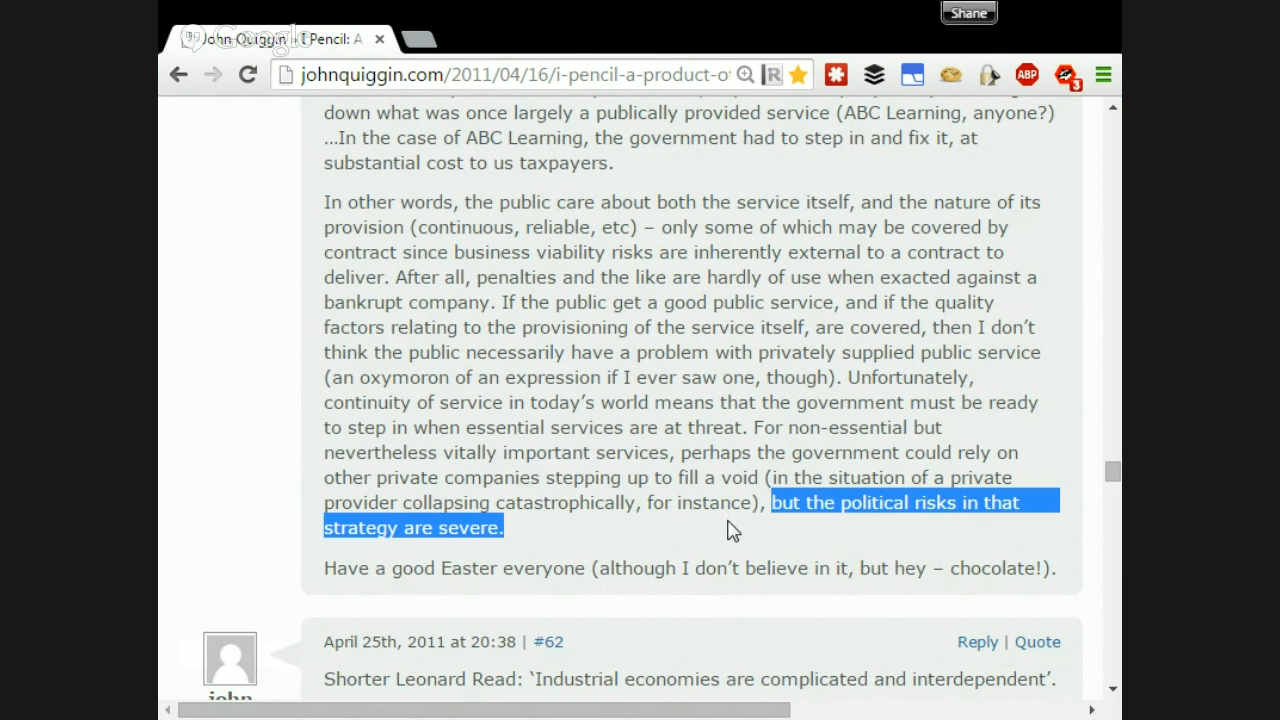 Shane
John Quiggin » I Pencil: A
Google
johnquiggin.com/2011/04/16/i-pencil-a-product-o
ABP
3
down what was once largely a publically provided service (ABC Learning, anyone?)
…In the case of ABC Learning, the government had to step in and fix it, at
substantial cost to us taxpayers.
In other words, the public care about both the service itself, and the nature of its
provision (continuous, reliable, etc) – only some of which may be covered by
contract since business viability risks are inherently external to a contract to
deliver. After all, penalties and the like are hardly of use when exacted against a
bankrupt company. If the public get a good public service, and if the quality
factors relating to the provisioning of the service itself, are covered, then I don’t
think the public necessarily have a problem with privately supplied public service
(an oxymoron of an expression if I ever saw one, though). Unfortunately,
continuity of service in today’s world means that the government must be ready
to step in when essential services are at threat. For non-essential but
nevertheless vitally important services, perhaps the government could rely on
other private companies stepping up to fill a void (in the situation of a private
provider collapsing catastrophically, for instance), but the political risks in that
strategy are severe.
Have a good Easter everyone (although I don’t believe in it, but hey – chocolate!).
April 25th, 2011 at 20:38 | #62
Reply | Quote
john
Shorter Leonard Read: ‘Industrial economies are complicated and interdependent’.